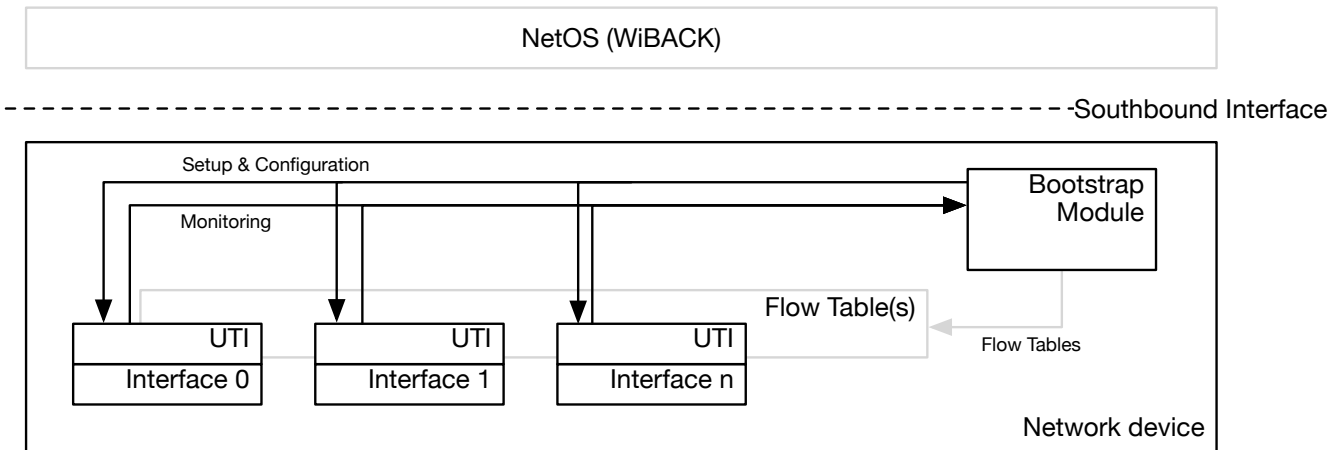 NetOS (WiBACK)
Southbound Interface
Setup & Configuration
Bootstrap
Module
Monitoring
Flow Table(s)
UTI
UTI
UTI
Flow Tables
Interface 0
Interface 1
Interface n
Network device